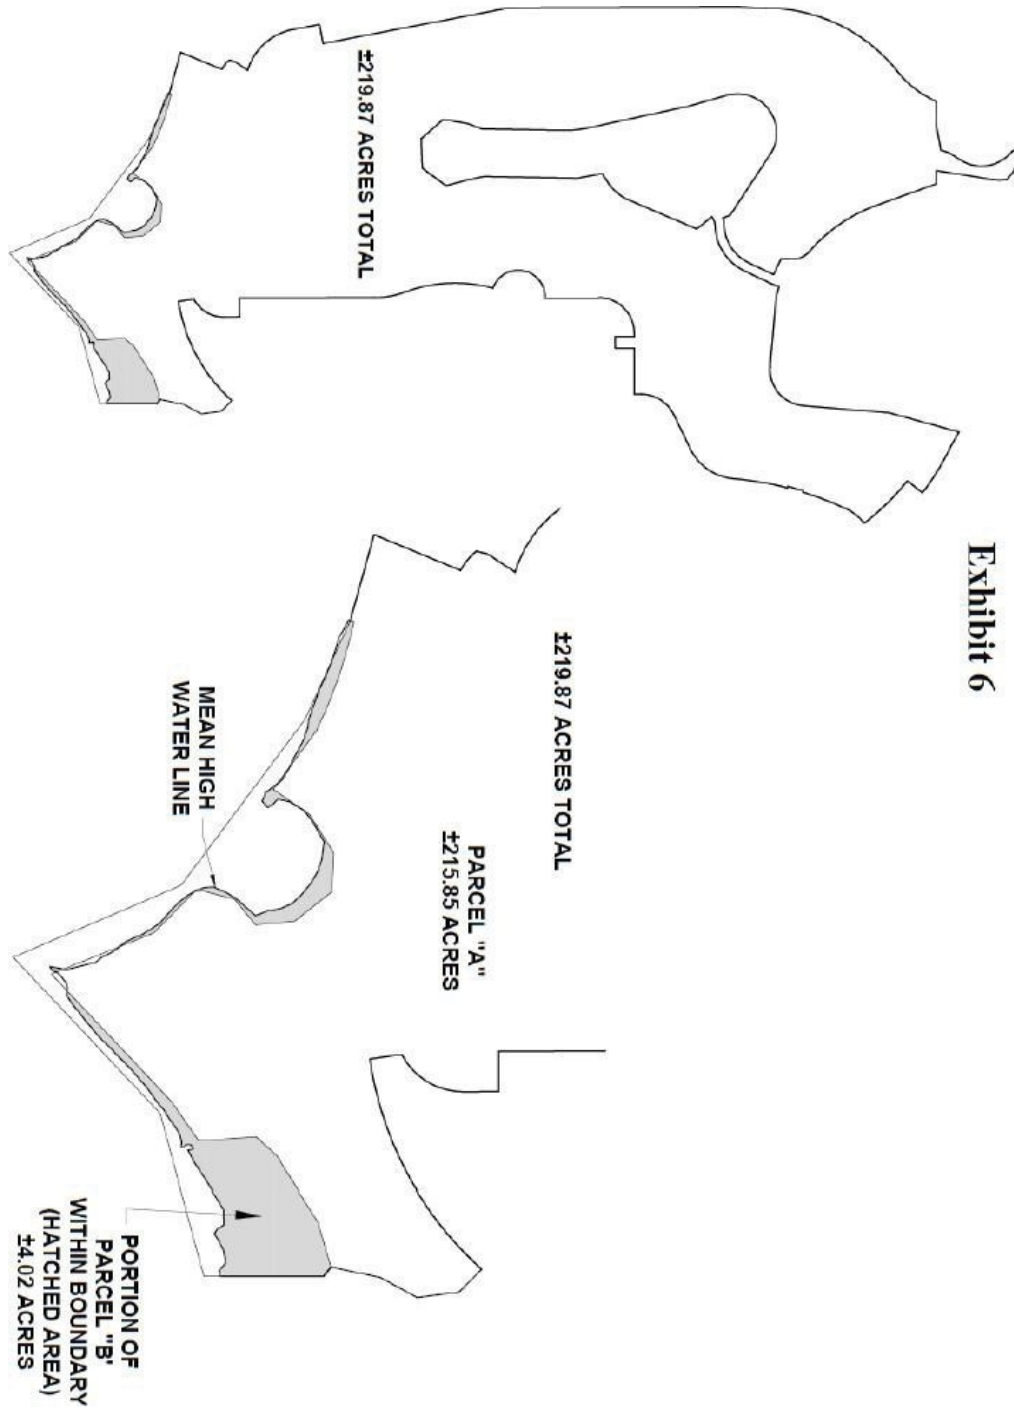 Exhibit 6
±219.87 ACRES TOTAL
±219.87 ACRES TOTAL
PARCEL "A"
±215.85 ACRES
MEAN HIGH
WATER LINE
PORTION OF
PARCEL "B'
WITHIN BOUNDARY
(HATCHED AREA)
±4.02 ACRES